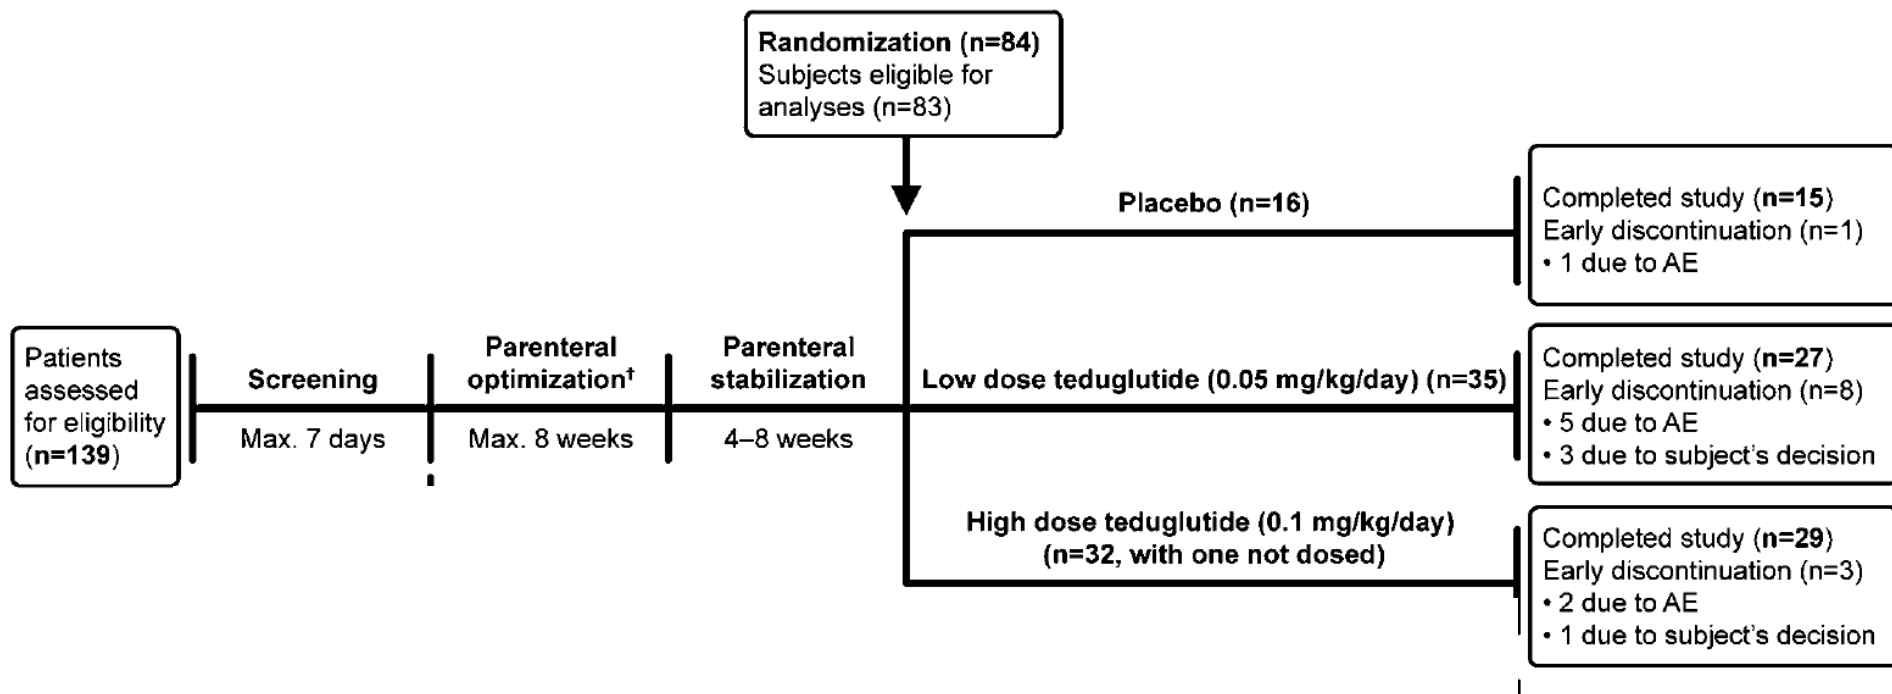 Randomization (n=84)
Subjects eligible for
analyses (n=83)
Placebo (n=16)
Completed study (n=15)
Early discontinuation (n=1)
• 1 due to AE
Patients
assessed
for eligibility
(n=139)
Screening
Max. 7 days
Parenteral
optimization†
Max. 8 weeks
Parenteral
stabilization
4–8 weeks
Low dose teduglutide (0.05 mg/kg/day) (n=35)
Completed study (n=27)
Early discontinuation (n=8)
• 5 due to AE
• 3 due to subject's decision
High dose teduglutide (0.1 mg/kg/day)
(n=32, with one not dosed)
Completed study (n=29)
Early discontinuation (n=3)
• 2 due to AE
• 1 due to subject's decision